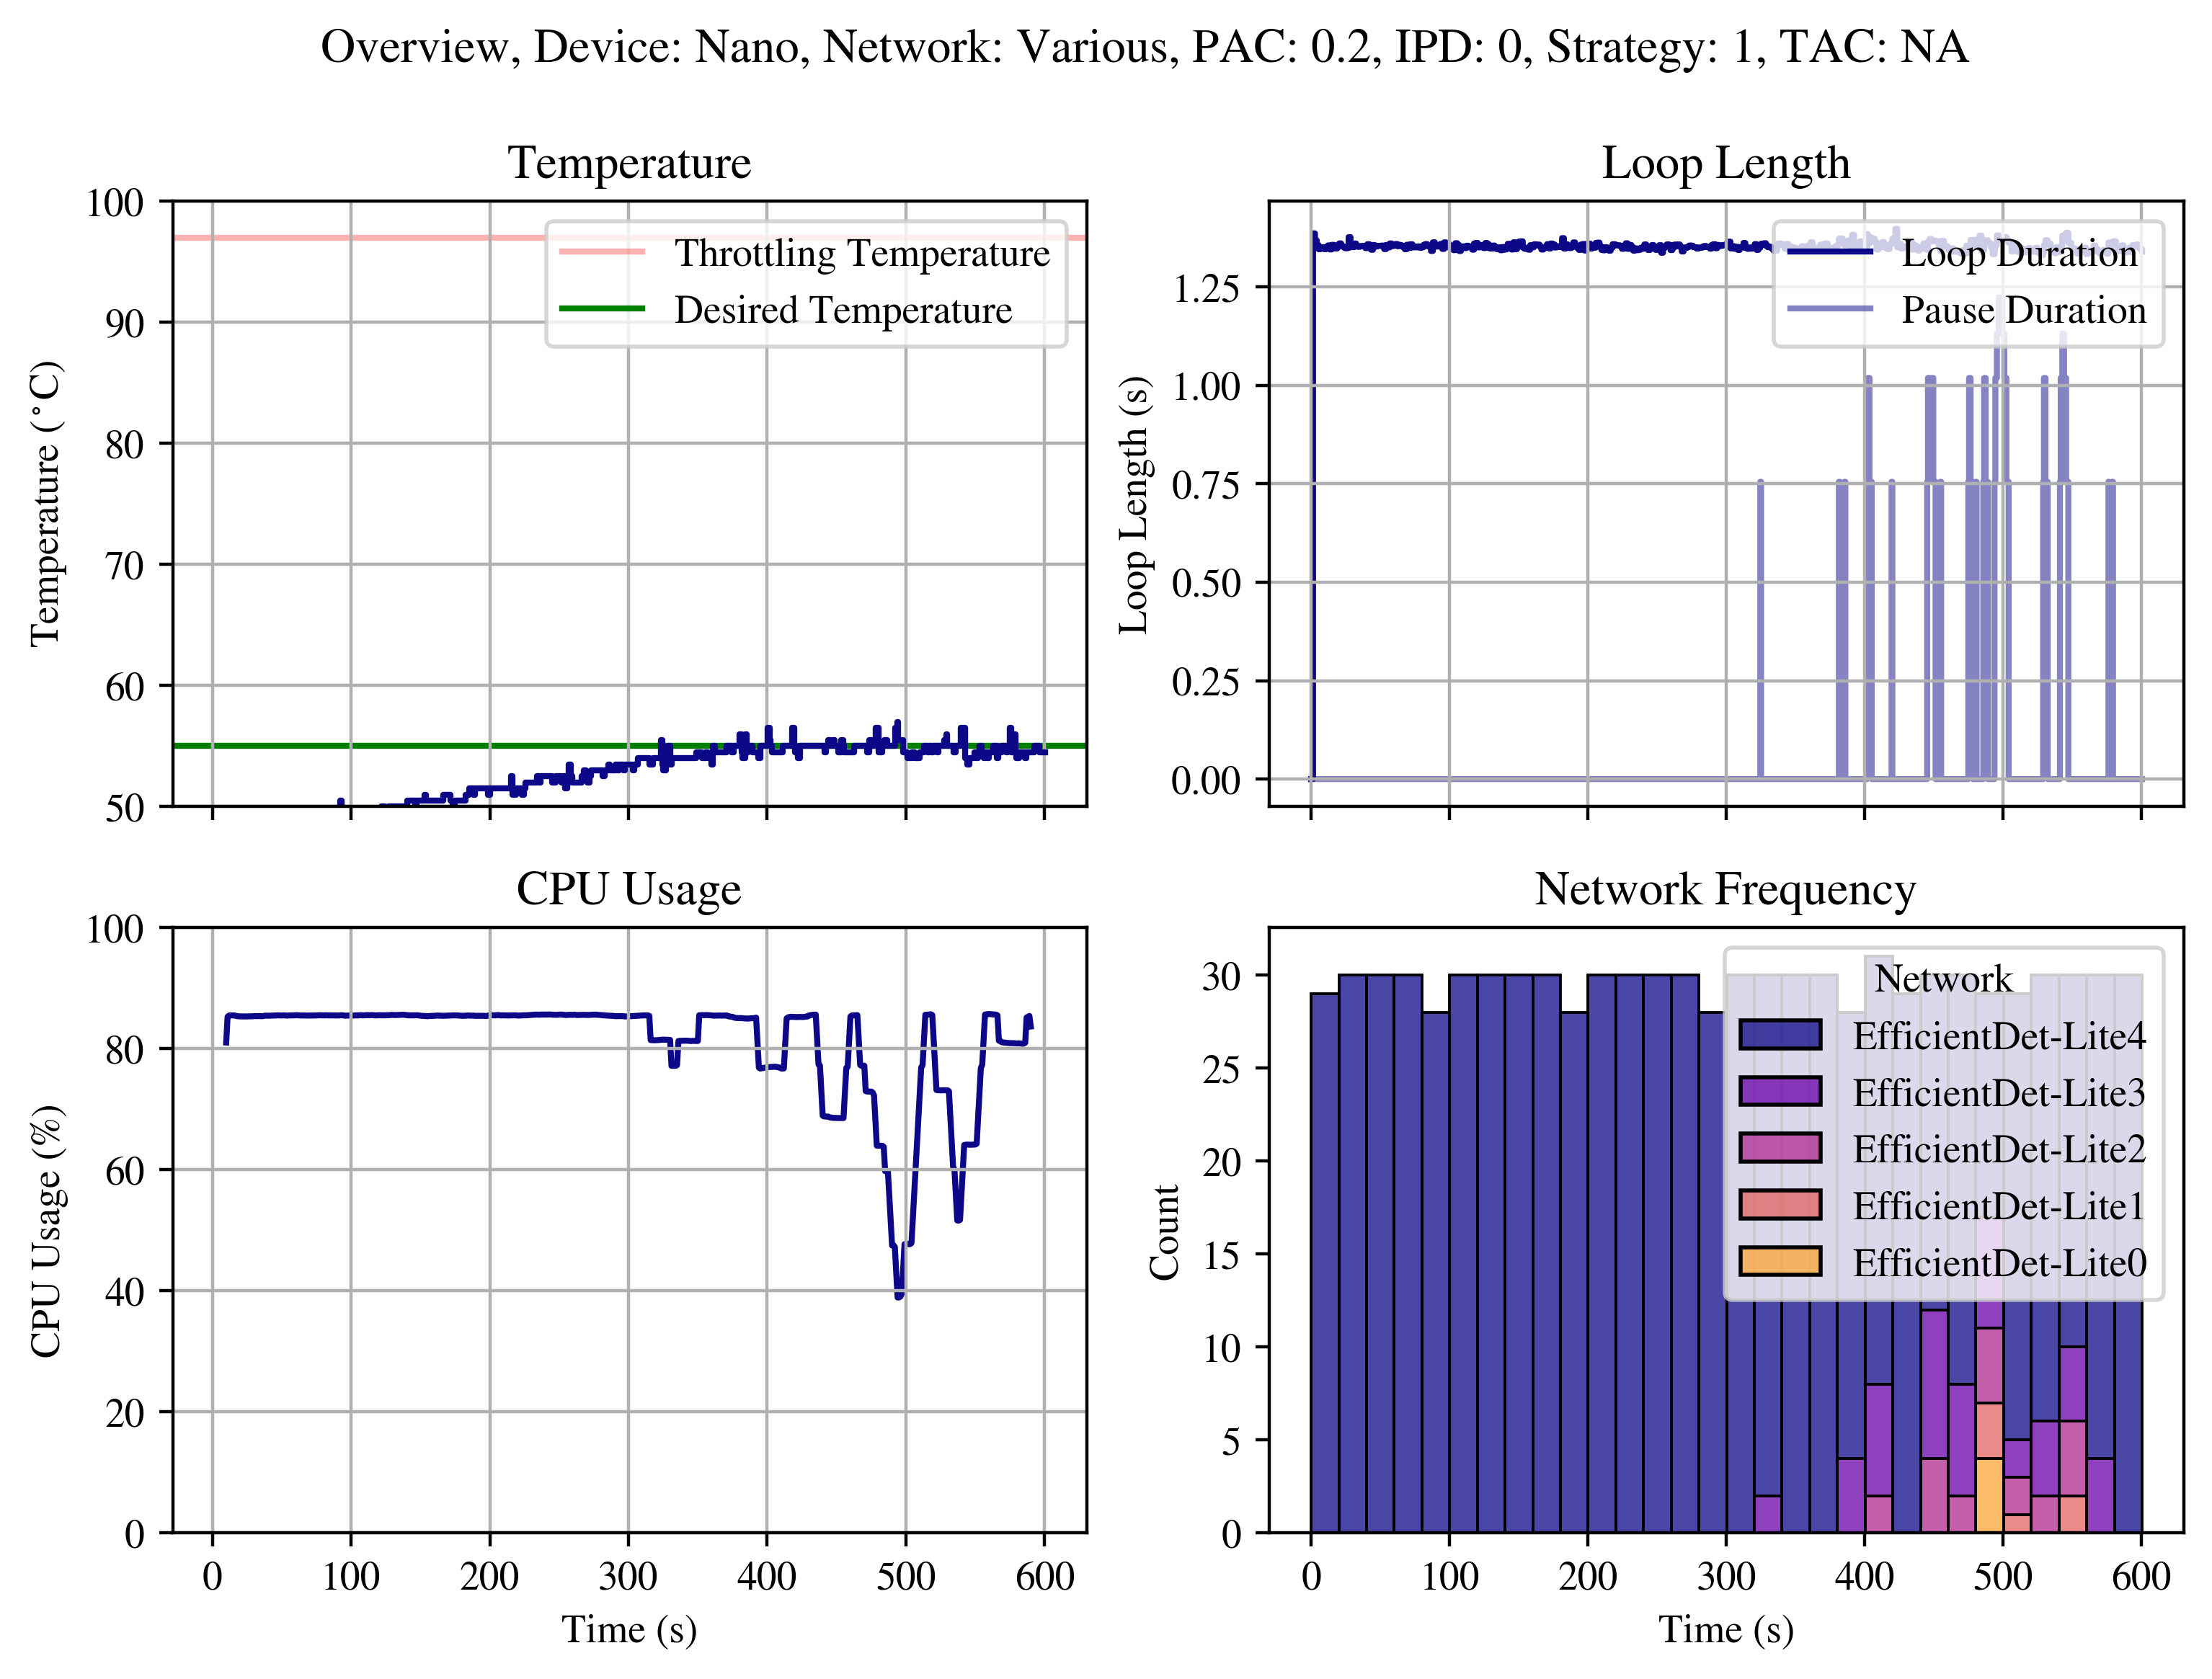 Overview, Device: Nano, Network: Various, PAC: 0.2, IPD: 0, Strategy: 1, TAC: NA
Temperature
100
90
80
70
60
50
Temperature (°C)
Throttling Temperature
Desired Temperature
Loop Length
1.25
1.00
0.75
0.50
0.25
0.00
Loop Length (s)
Loop Duration
Pause Duration
CPU Usage
100
80
60
40
20
0
CPU Usage (%)
0 100 200 300 400 500 600
Time (s)
Network Frequency
30
25
20
15
10
5
0
Count
Network
EfficientDet-Lite4
EfficientDet-Lite3
EfficientDet-Lite2
EfficientDet-Lite1
EfficientDet-Lite0
0 100 200 300 400 500 600
Time (s)